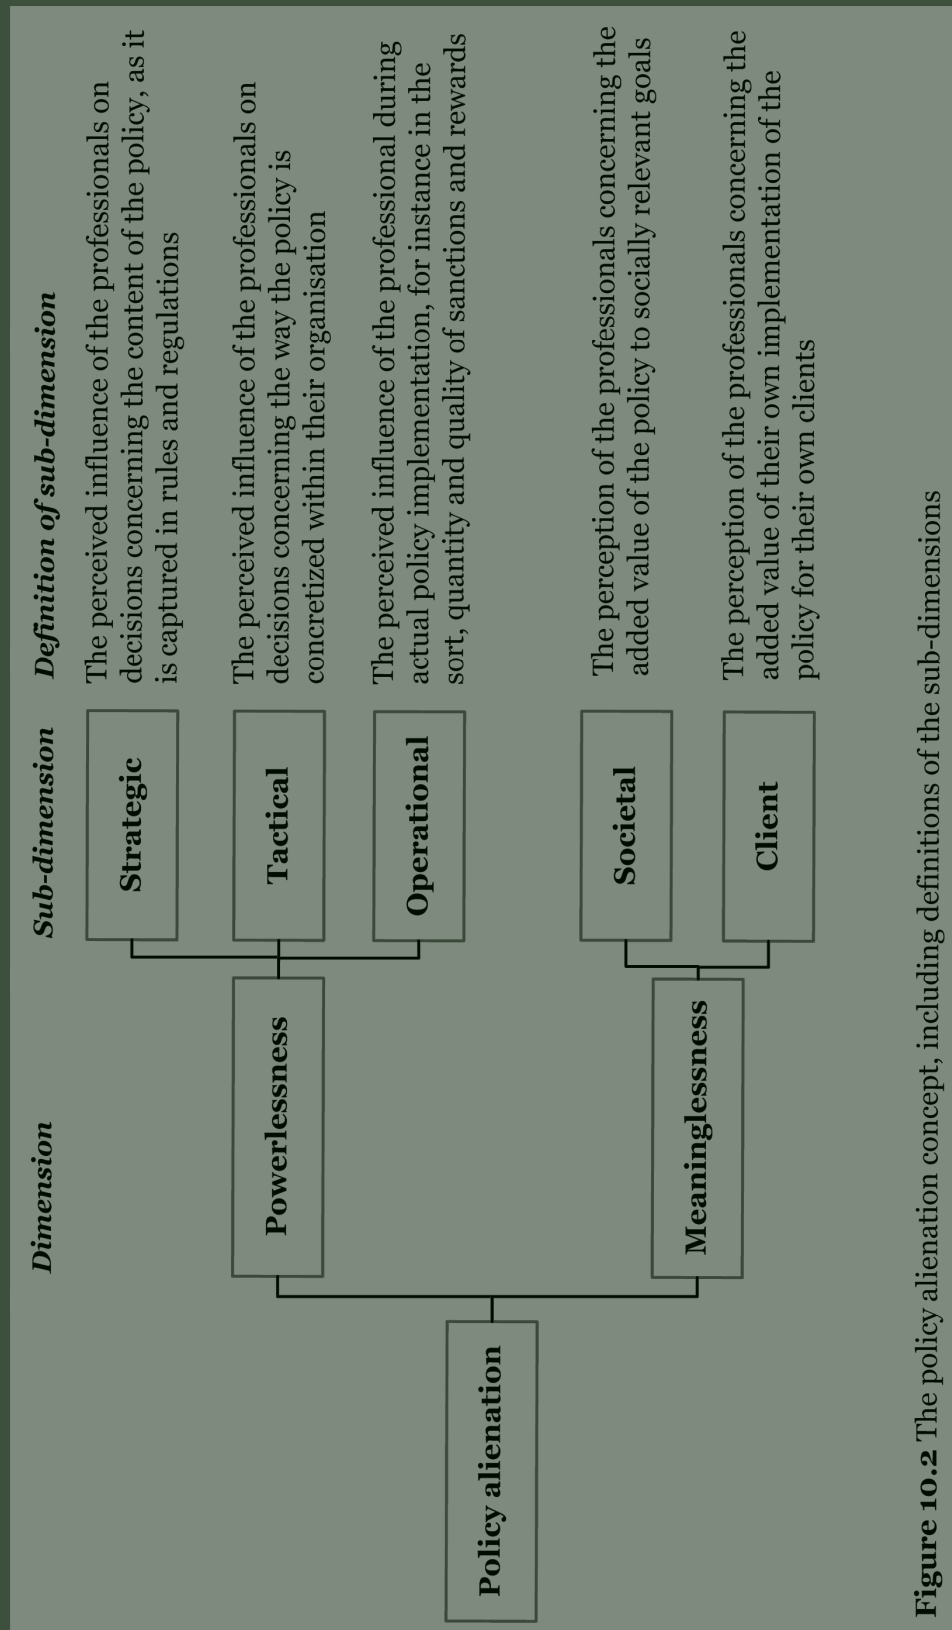 Dimension
Sub-dimension
Definition of sub-dimension
Policy alienation
Powerlessness
Strategic
The perceived influence of the professionals on
decisions concerning the content of the policy, as it
is captured in rules and regulations
Tactical
The perceived influence of the professionals on
decisions concerning the way the policy is
concretized within their organisation
Operational
The perceived influence of the professional during
actual policy implementation, for instance in the
sort, quantity and quality of sanctions and rewards
Meaninglessness
Societal
The perception of the professionals concerning the
added value of the policy to socially relevant goals
Client
The perception of the professionals concerning the
added value of their own implementation of the
policy for their own clients
Figure 10.2 The policy alienation concept, including definitions of the sub-dimensions